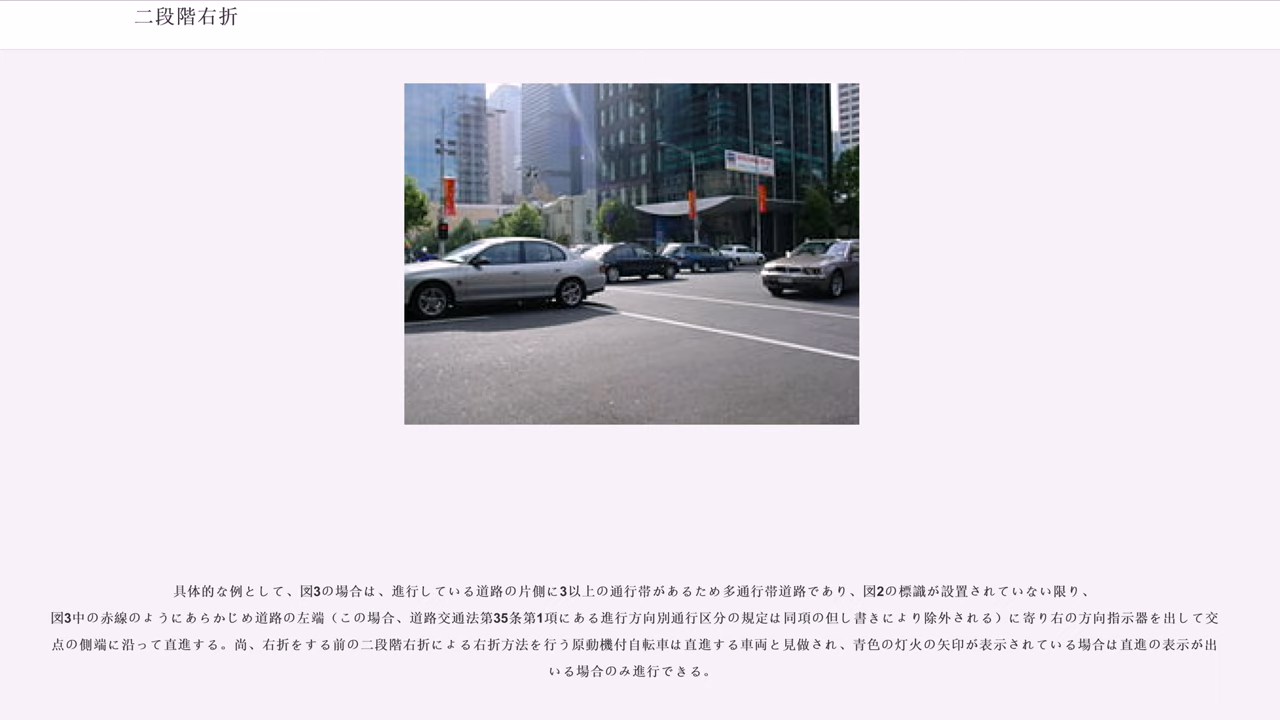 二段階右折
具体的な例として、図3の場合は、進行している道路の片側に3以上の通行帯があるため多通行帯道路であり、図2の標識が設置されていない限り、
図3中の赤線のようにあらかじめ道路の左端（この場合、道路交通法第35条第1項にある進行方向別通行区分の規定は同項の但し書きにより除外される）に寄り右の方向指示器を出して交
点の側端に沿って直進する。尚、右折をする前の二段階右折による右折方法を行う原動機付自転車は直進する車両と見做され、青色の灯火の矢印が表示されている場合は直進の表示が出
いる場合のみ進行できる。